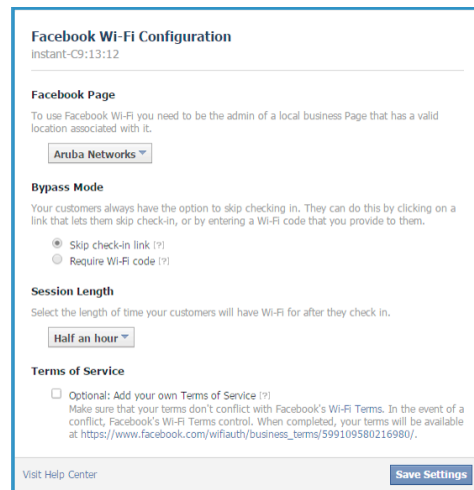 Facebook Wi-Fi Configuration
instant-C9:13:12
Facebook Page
To use Facebook Wi-Fi you need to be the admin of a local business Page that has a valid
location associated with it.
Aruba Networks
Bypass Mode
Your customers always have the option to skip checking in. They can do this by clicking on a
link that lets them skip check-in, or by entering a Wi-Fi code that you provide to them.
Skip check-in link [?]
Require Wi-Fi code [?]
Session Length
Select the length of time your customers will have Wi-Fi for after they check in.
Half an hour
Terms of Service
Optional: Add your own Terms of Service [?]
Make sure that your terms don't conflict with Facebook's Wi-Fi Terms. In the event of a
conflict, Facebook's Wi-Fi Terms control. When completed, your terms will be available
at https://www.facebook.com/wifiauth/business_terms/599109580216980/.
Visit Help Center
Save Settings